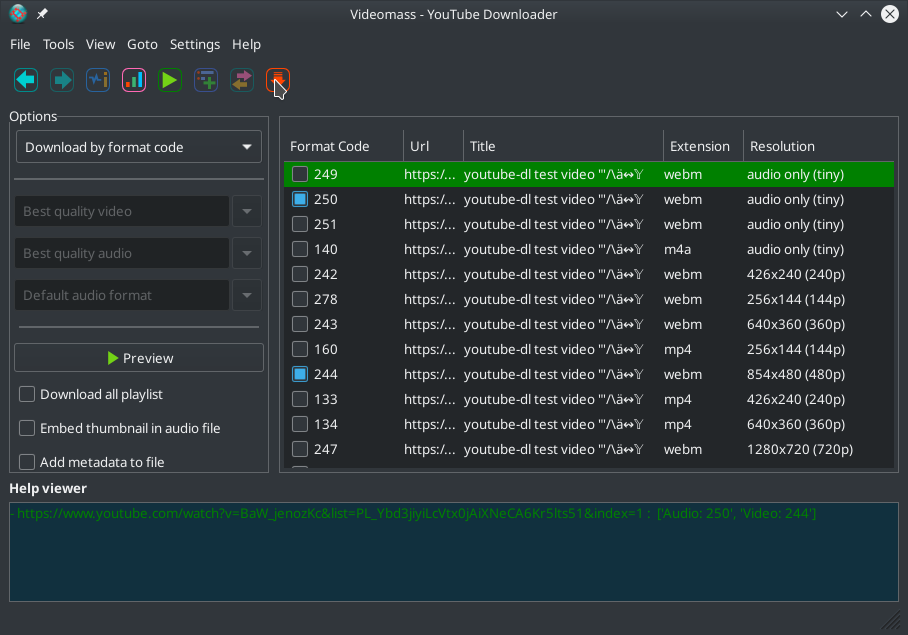 Videomass - YouTube Downloader
File Tools View Goto Settings Help
Options
Download by format code
Best quality video
Best quality audio
Default audio format
Preview
Download all playlist
Embed thumbnail in audio file
Add metadata to file
Format Code Url Title Extension Resolution
249 https:/... youtube-dl test video "'/\ä↭𝕐 webm audio only (tiny)
250 https:/... youtube-dl test video "'/\ä↭𝕐 webm audio only (tiny)
251 https:/... youtube-dl test video "'/\ä↭𝕐 webm audio only (tiny)
140 https:/... youtube-dl test video "'/\ä↭𝕐 m4a audio only (tiny)
242 https:/... youtube-dl test video "'/\ä↭𝕐 webm 426x240 (240p)
278 https:/... youtube-dl test video "'/\ä↭𝕐 webm 256x144 (144p)
243 https:/... youtube-dl test video "'/\ä↭𝕐 webm 640x360 (360p)
160 https:/... youtube-dl test video "'/\ä↭𝕐 mp4 256x144 (144p)
244 https:/... youtube-dl test video "'/\ä↭𝕐 webm 854x480 (480p)
133 https:/... youtube-dl test video "'/\ä↭𝕐 mp4 426x240 (240p)
134 https:/... youtube-dl test video "'/\ä↭𝕐 mp4 640x360 (360p)
247 https:/... youtube-dl test video "'/\ä↭𝕐 webm 1280x720 (720p)
Help viewer
- https://www.youtube.com/watch?v=BaW_jenozKc&list=PL_Ybd3jiyiLcVtx0jAiXNeCA6Kr5lts51&index=1 : ['Audio: 250', 'Video: 244']